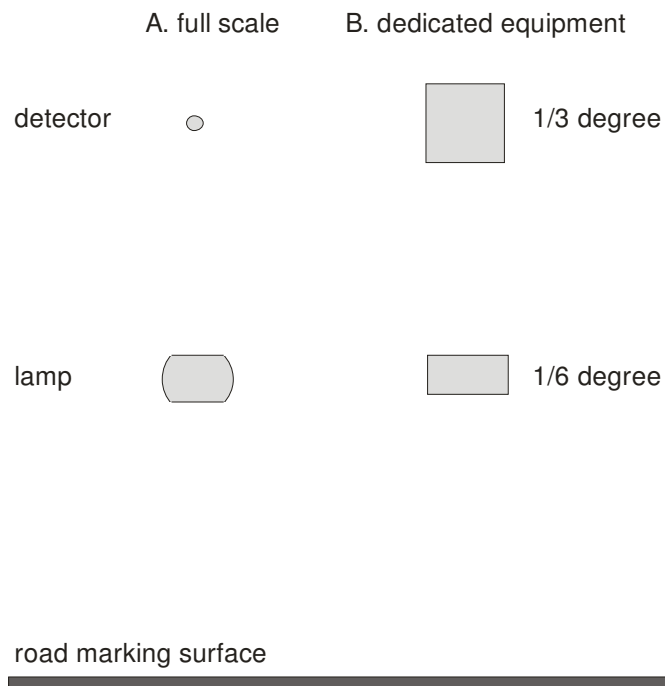 A. full scale B. dedicated equipment
detector 1/3 degree
lamp 1/6 degree
road marking surface